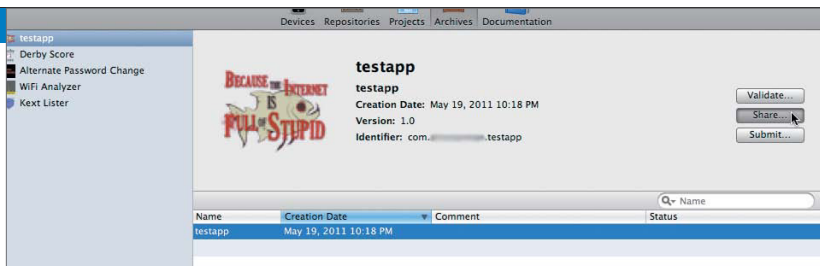 Devices Repositories Projects Archives Documentation
testapp
Derby Score
Alternate Password Change
WiFi Analyzer
Kext Lister
BECAUSE THE INTERNET
IS
FULL OF STUPID
testapp
testapp
Creation Date: May 19, 2011 10:18 PM
Version: 1.0
Identifier: com. .testapp
Validate...
Share...
Submit...
Name
Name Creation Date Comment Status
testapp May 19, 2011 10:18 PM